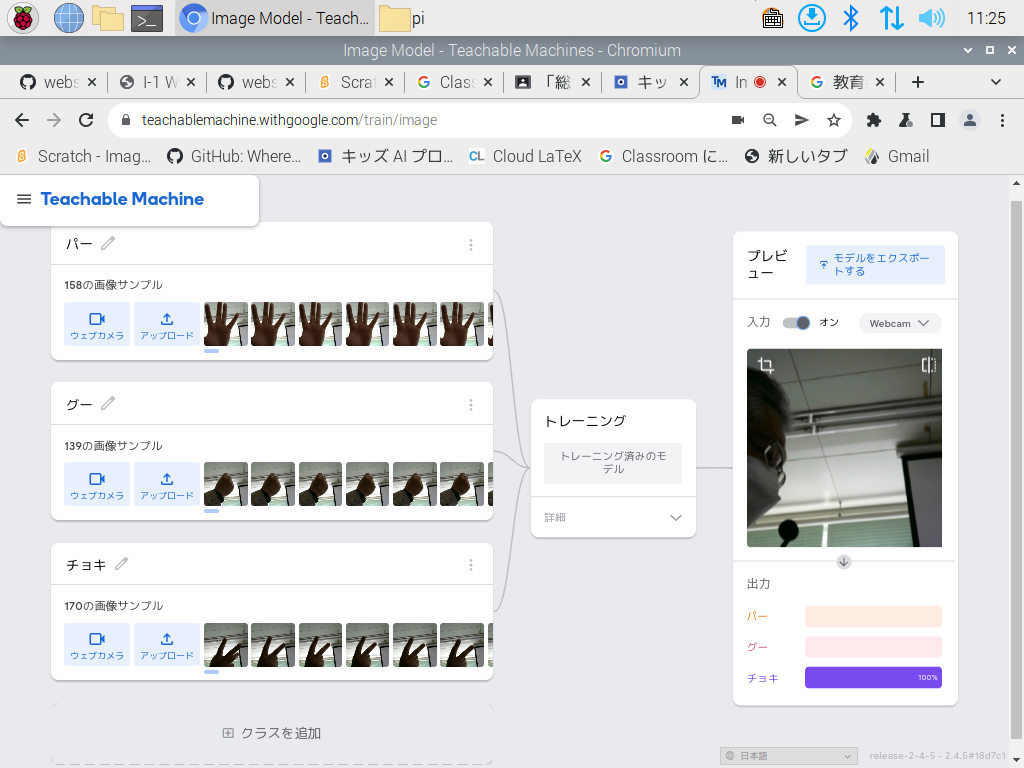 Image Model - Teach...
pi
11:25
Image Model - Teachable Machines - Chromium
webs
I-1 W
webs
Scra
Clas
「総
キッ
TM
In
教育
teachablemachine.withgoogle.com/train/image
Scratch - Imag...
GitHub: Where...
キッズ AI プロ...
CL
Cloud LaTeX
Classroom に...
新しいタブ
Gmail
Teachable Machine
パー
158の画像サンプル
ウェブカメラ
アップロード
グー
139の画像サンプル
ウェブカメラ
アップロード
チョキ
170の画像サンプル
ウェブカメラ
アップロード
クラスを追加
トレーニング
トレーニング済みのモ
デル
詳細
プレビ
ュー
モデルをエクスポー
トする
入力
オン
Webcam
出力
パー
グー
チョキ
100%
日本語
release-2-4-5 - 2.4.5#18d7c1